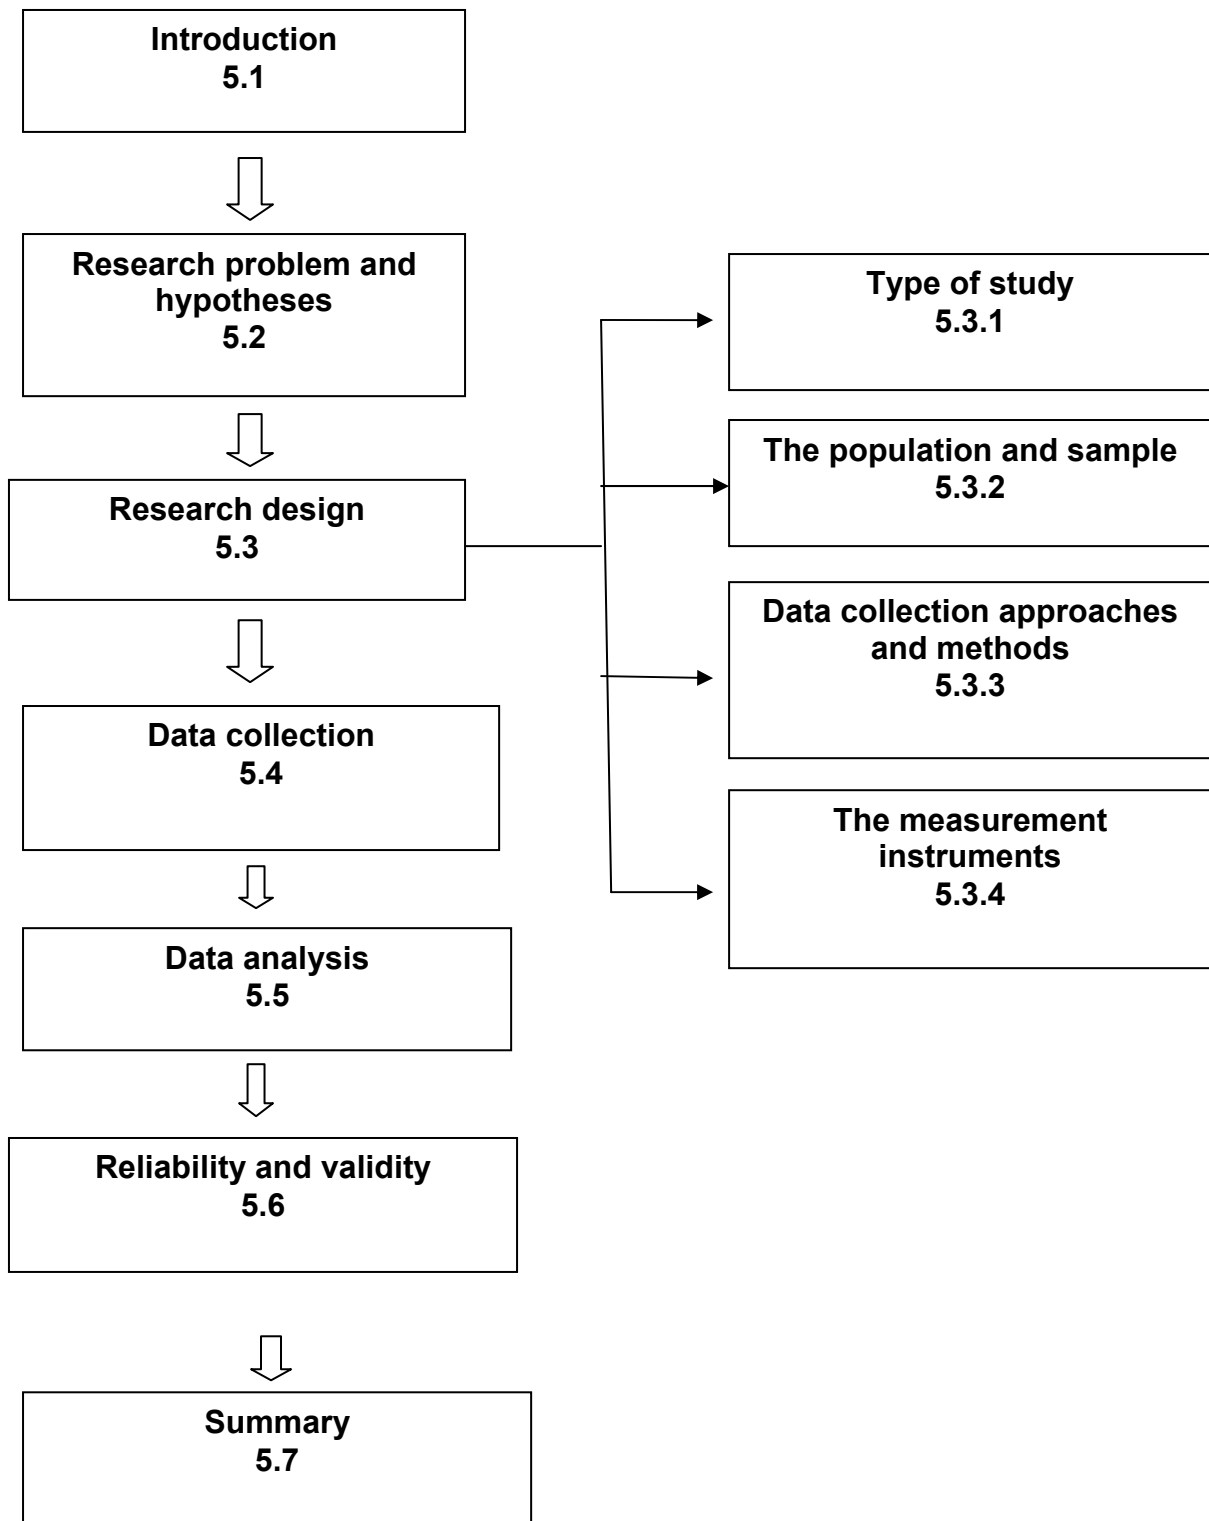 Introduction
5.1
Research problem and
hypotheses
5.2
Research design
5.3
Data collection
5.4
Data analysis
5.5
Reliability and validity
5.6
Summary
5.7
Type of study
5.3.1
The population and sample
5.3.2
Data collection approaches
and methods
5.3.3
The measurement
instruments
5.3.4